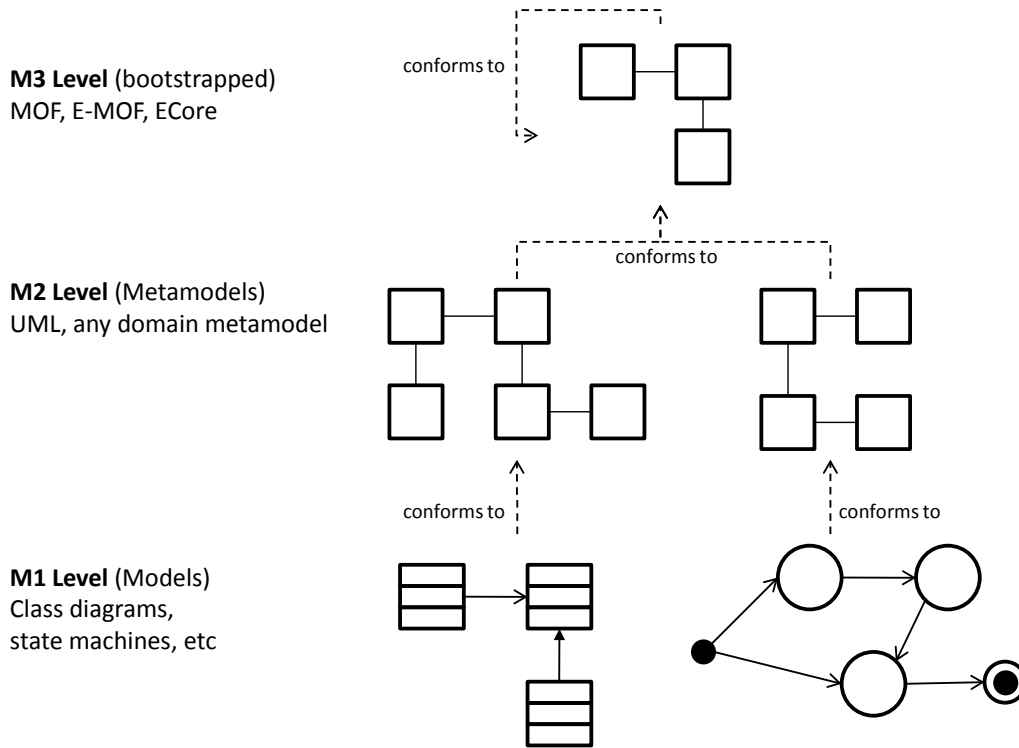 M3 Level (bootstrapped)
MOF, E-MOF, ECore
conforms to
conforms to
M2 Level (Metamodels)
UML, any domain metamodel
conforms to
conforms to
M1 Level (Models)
Class diagrams,
state machines, etc